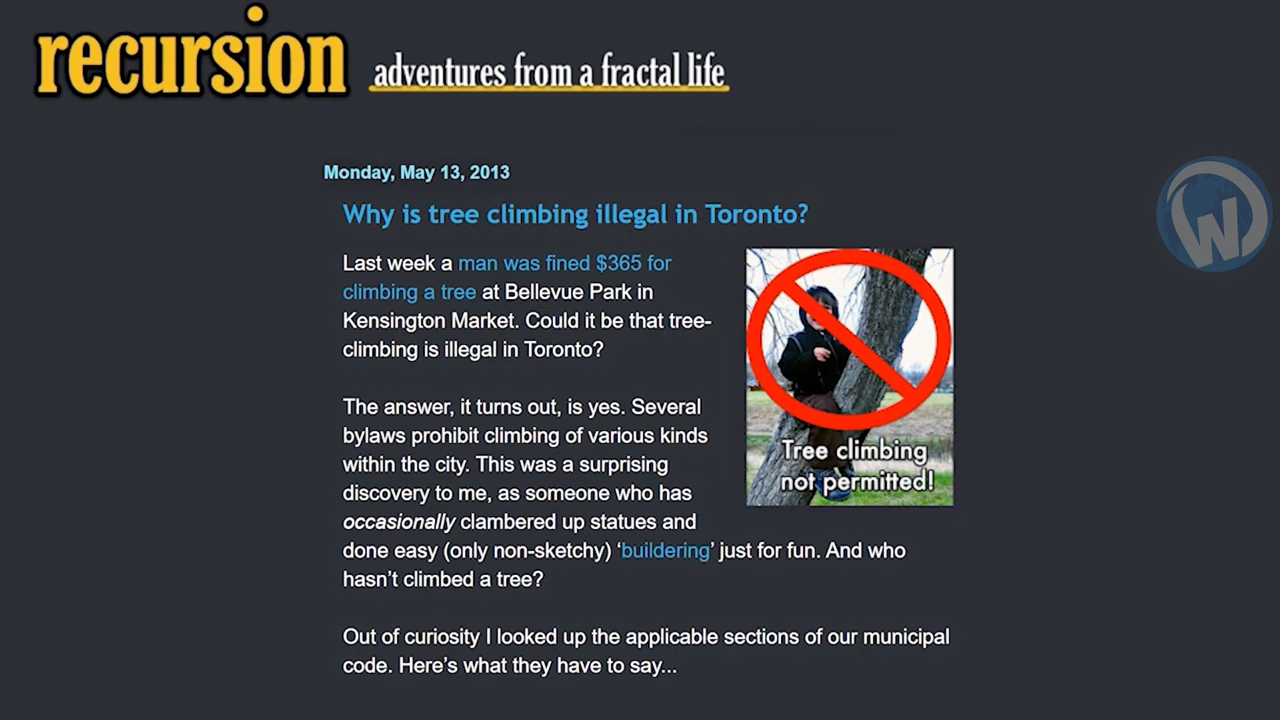 recursion adventures from a fractal life
Monday, May 13, 2013
Why is tree climbing illegal in Toronto?
Last week a man was fined $365 for
climbing a tree at Bellevue Park in
Kensington Market. Could it be that tree-
climbing is illegal in Toronto?
The answer, it turns out, is yes. Several
bylaws prohibit climbing of various kinds
within the city. This was a surprising
discovery to me, as someone who has
occasionally clambered up statues and
done easy (only non-sketchy) ‘buildering’ just for fun. And who
hasn’t climbed a tree?
Tree climbing
not permitted!
Out of curiosity I looked up the applicable sections of our municipal
code. Here’s what they have to say...
W